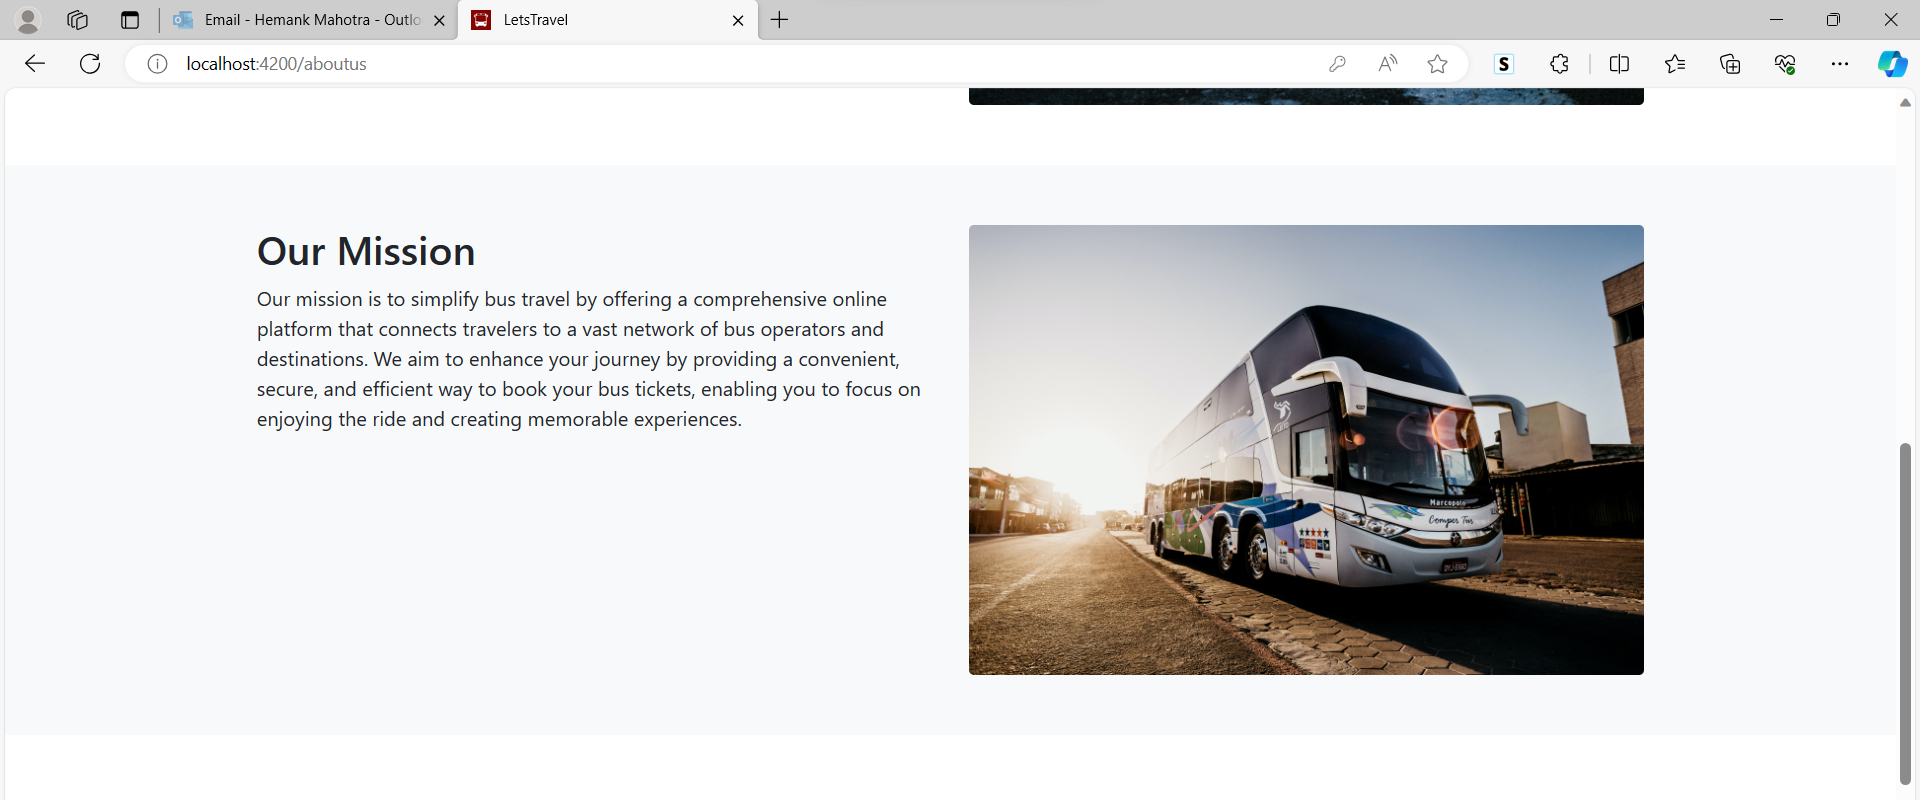 Email - Hemank Mahotra - Outlo
LetsTravel
localhost:4200/aboutus
S
Our Mission
Our mission is to simplify bus travel by offering a comprehensive online
platform that connects travelers to a vast network of bus operators and
destinations. We aim to enhance your journey by providing a convenient,
secure, and efficient way to book your bus tickets, enabling you to focus on
enjoying the ride and creating memorable experiences.
Marcopolo
Comper Tur